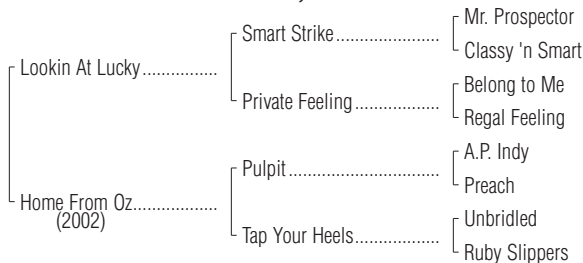 Mr. Prospector
Smart Strike..................
Classy 'n Smart
Lookin At Lucky...............
Belong to Me
Private Feeling...............
Regal Feeling
A.P. Indy
Pulpit.............................
Preach
Home From Oz.................
(2002)
Unbridled
Tap Your Heels.................
Ruby Slippers